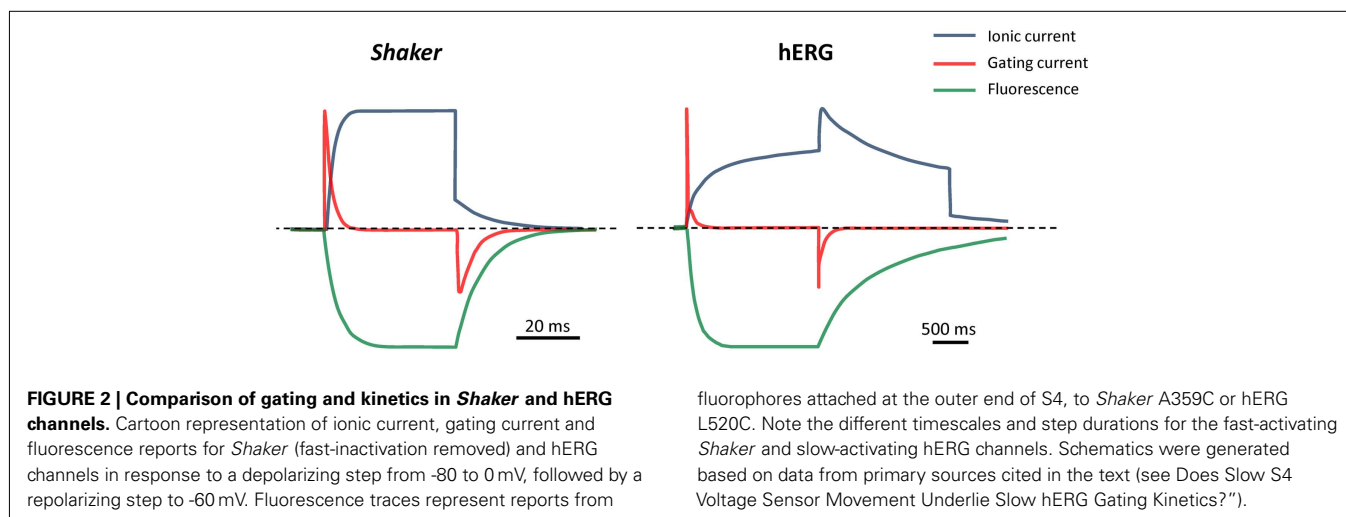 Shaker
hERG
Ionic current
Gating current
Fluorescence
20 ms
500 ms
FIGURE 2 | Comparison of gating and kinetics in Shaker and hERG
channels. Cartoon representation of ionic current, gating current and
fluorescence reports for Shaker (fast-inactivation removed) and hERG
channels in response to a depolarizing step from -80 to 0 mV, followed by a
repolarizing step to -60 mV. Fluorescence traces represent reports from
fluorophores attached at the outer end of S4, to Shaker A359C or hERG
L520C. Note the different timescales and step durations for the fast-activating
Shaker and slow-activating hERG channels. Schematics were generated
based on data from primary sources cited in the text (see Does Slow S4
Voltage Sensor Movement Underlie Slow hERG Gating Kinetics?").